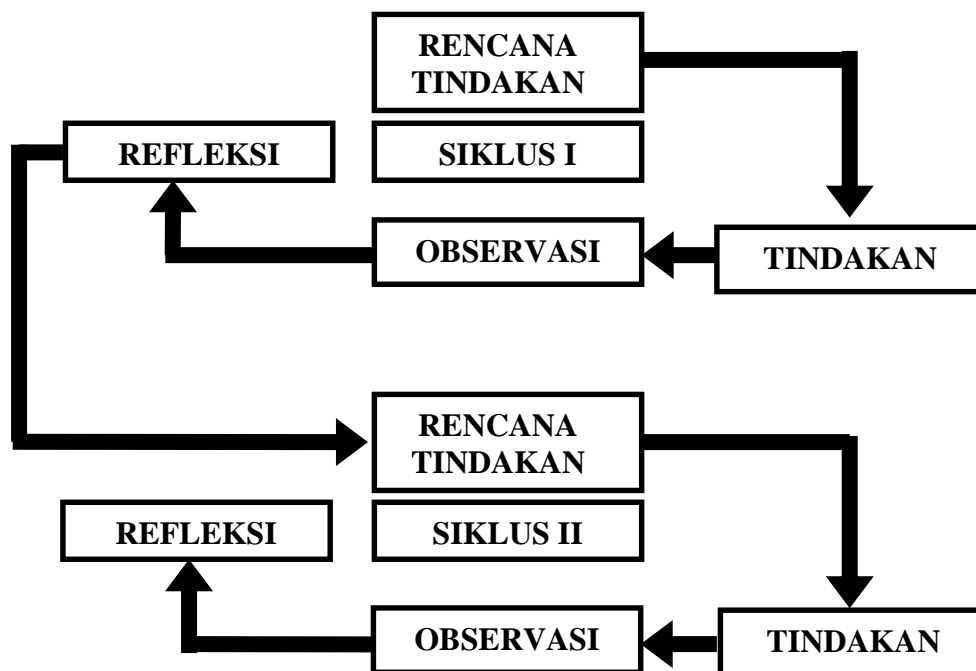 RENCANA
TINDAKAN
REFLEKSI
SIKLUS I
OBSERVASI
TINDAKAN
RENCANA
TINDAKAN
REFLEKSI
SIKLUS II
OBSERVASI
TINDAKAN